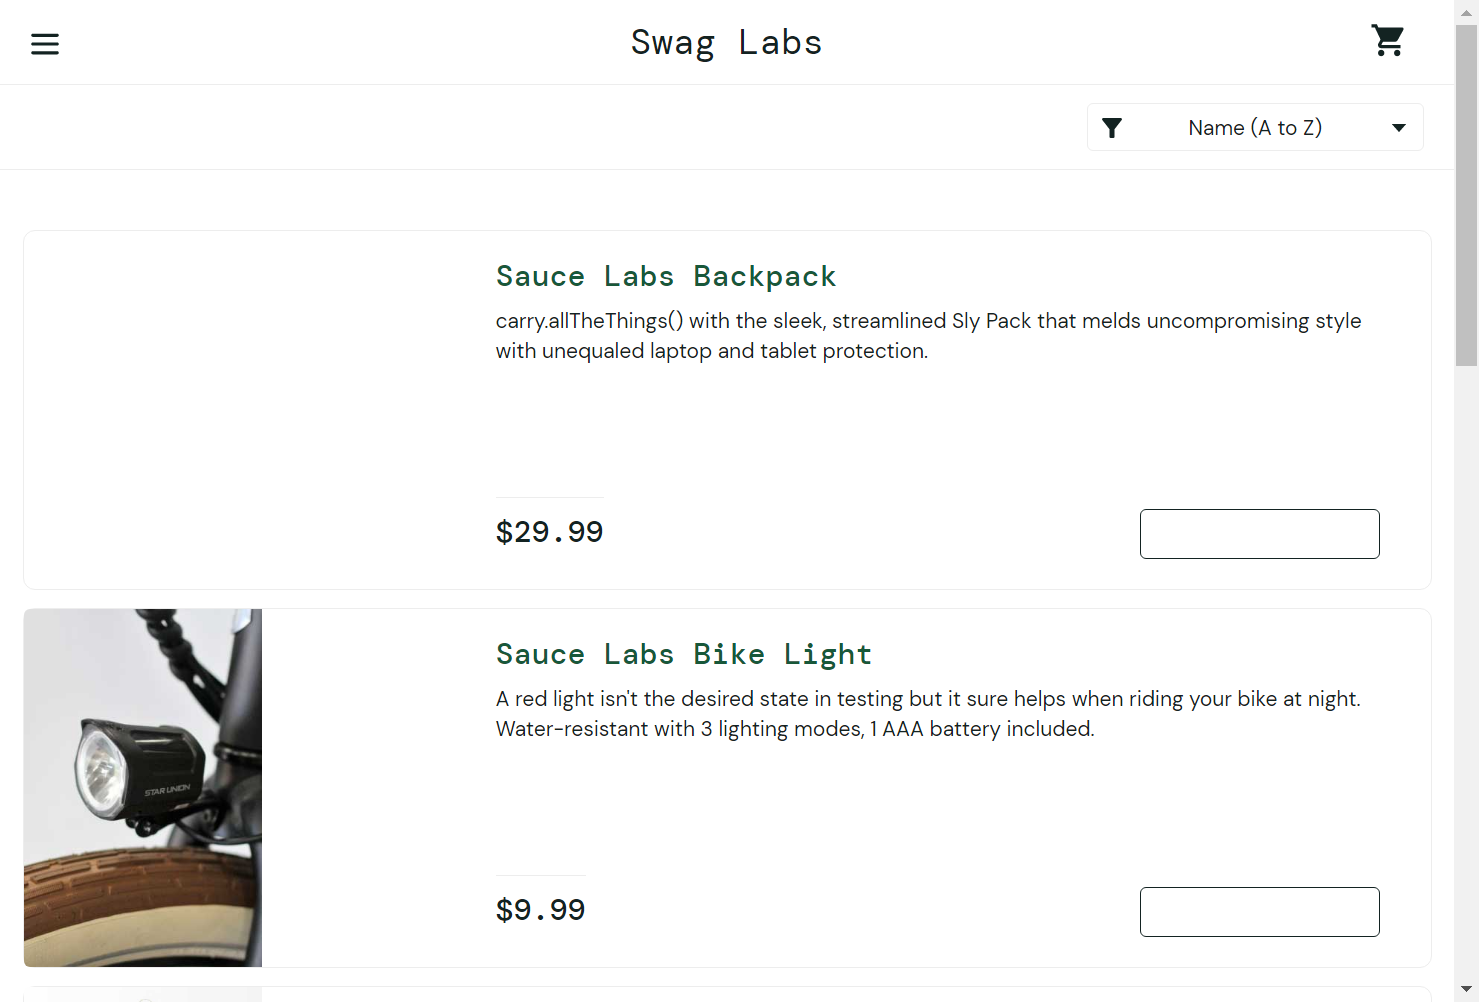 Swag Labs
Name (A to Z)
Sauce Labs Backpack
carry.allTheThings() with the sleek, streamlined Sly Pack that melds uncompromising style
with unequaled laptop and tablet protection.
$29.99
Sauce Labs Bike Light
A red light isn't the desired state in testing but it sure helps when riding your bike at night.
Water-resistant with 3 lighting modes, 1 AAA battery included.
STAR UNION
$9.99